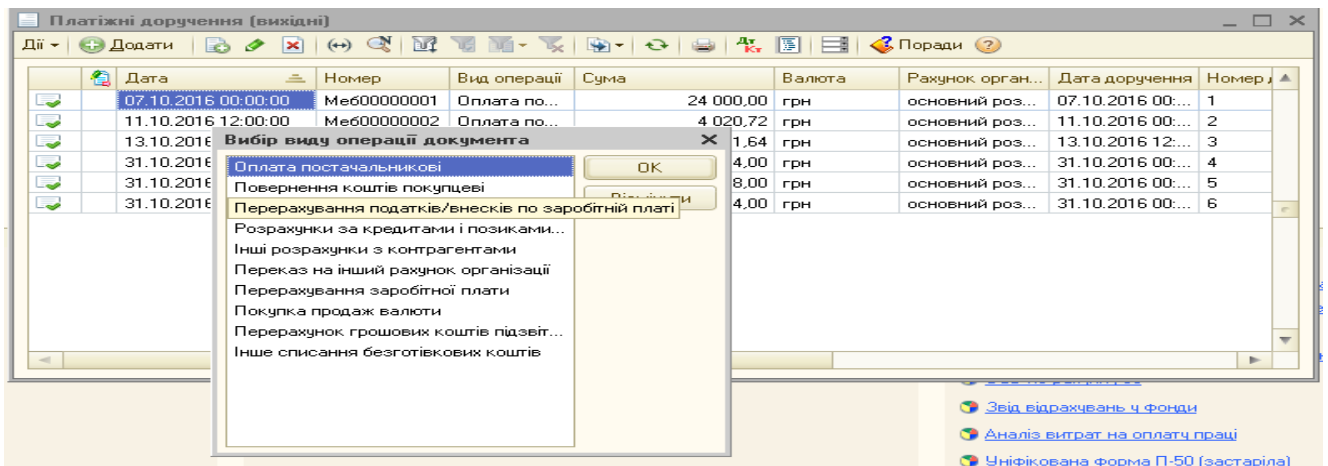 Платіжні доручення (вихідні)
Дії Додати Поради
Дата Номер Вид операції Сума Валюта Рахунок орган... Дата доручення Номер
07.10.2016 00:00:00 Меб00000001 Оплата по... 24 000,00 грн основний роз... 07.10.2016 00:... 1
11.10.2016 12:00:00 Меб00000002 Оплата по... 4 020,72 грн основний роз... 11.10.2016 00:... 2
13.10.2016 1,64 грн основний роз... 13.10.2016 12:... 3
31.10.2016 4,00 грн основний роз... 31.10.2016 00:... 4
31.10.2016 8,00 грн основний роз... 31.10.2016 00:... 5
31.10.2016 4,00 грн основний роз... 31.10.2016 00:... 6
Вибір виду операції документа
Оплата постачальникові
OK
Повернення коштів покупцеві
Перерахування податків/внесків по заробітній платі
Розрахунки за кредитами і позиками...
Інші розрахунки з контрагентами
Переказ на інший рахунок організації
Перерахування заробітної плати
Покупка продаж валюти
Перерахунок грошових коштів підзвіт...
Інше списання безготівкових коштів
Звід відрахувань у фонди
Аналіз витрат на оплату праці
Уніфікована форма П-50 (застаріла)